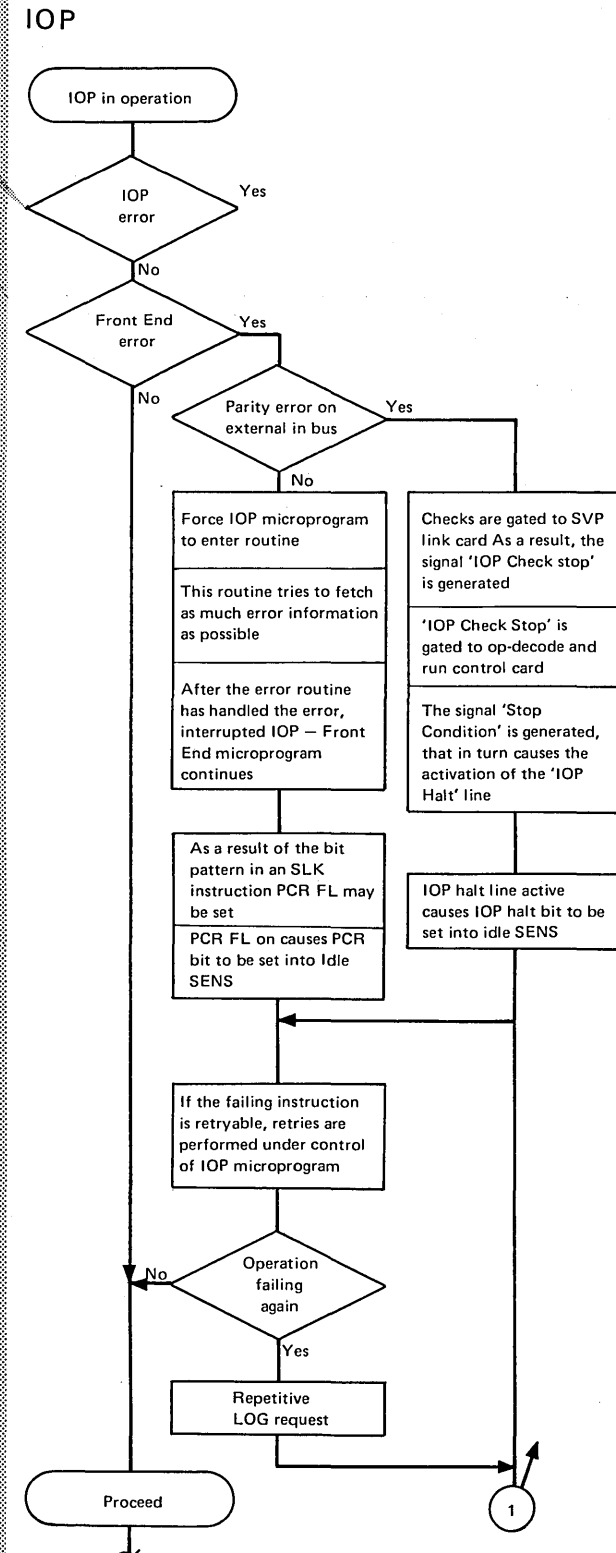 IOP
IOP in operation
IOP
error
Yes
No
Front End
error
Yes
No
Parity error on
external in bus
Yes
No
Force IOP microprogram
to enter routine
This routine tries to fetch
as much error information
as possible
After the error routine
has handled the error,
interrupted IOP — Front
End microprogram
continues
Checks are gated to SVP
link card As a result, the
signal 'IOP Check stop'
is generated
'IOP Check Stop' is
gated to op-decode and
run control card
The signal 'Stop
Condition' is generated,
that in turn causes the
activation of the 'IOP
Halt' line
As a result of the bit
pattern in an SLK
instruction PCR FL may
be set
PCR FL on causes PCR
bit to be set into Idle
SENS
IOP halt line active
causes IOP halt bit to be
set into idle SENS
If the failing instruction
is retryable, retries are
performed under control
of IOP microprogram
Operation
failing
again
No
Yes
Repetitive
LOG request
Proceed
1